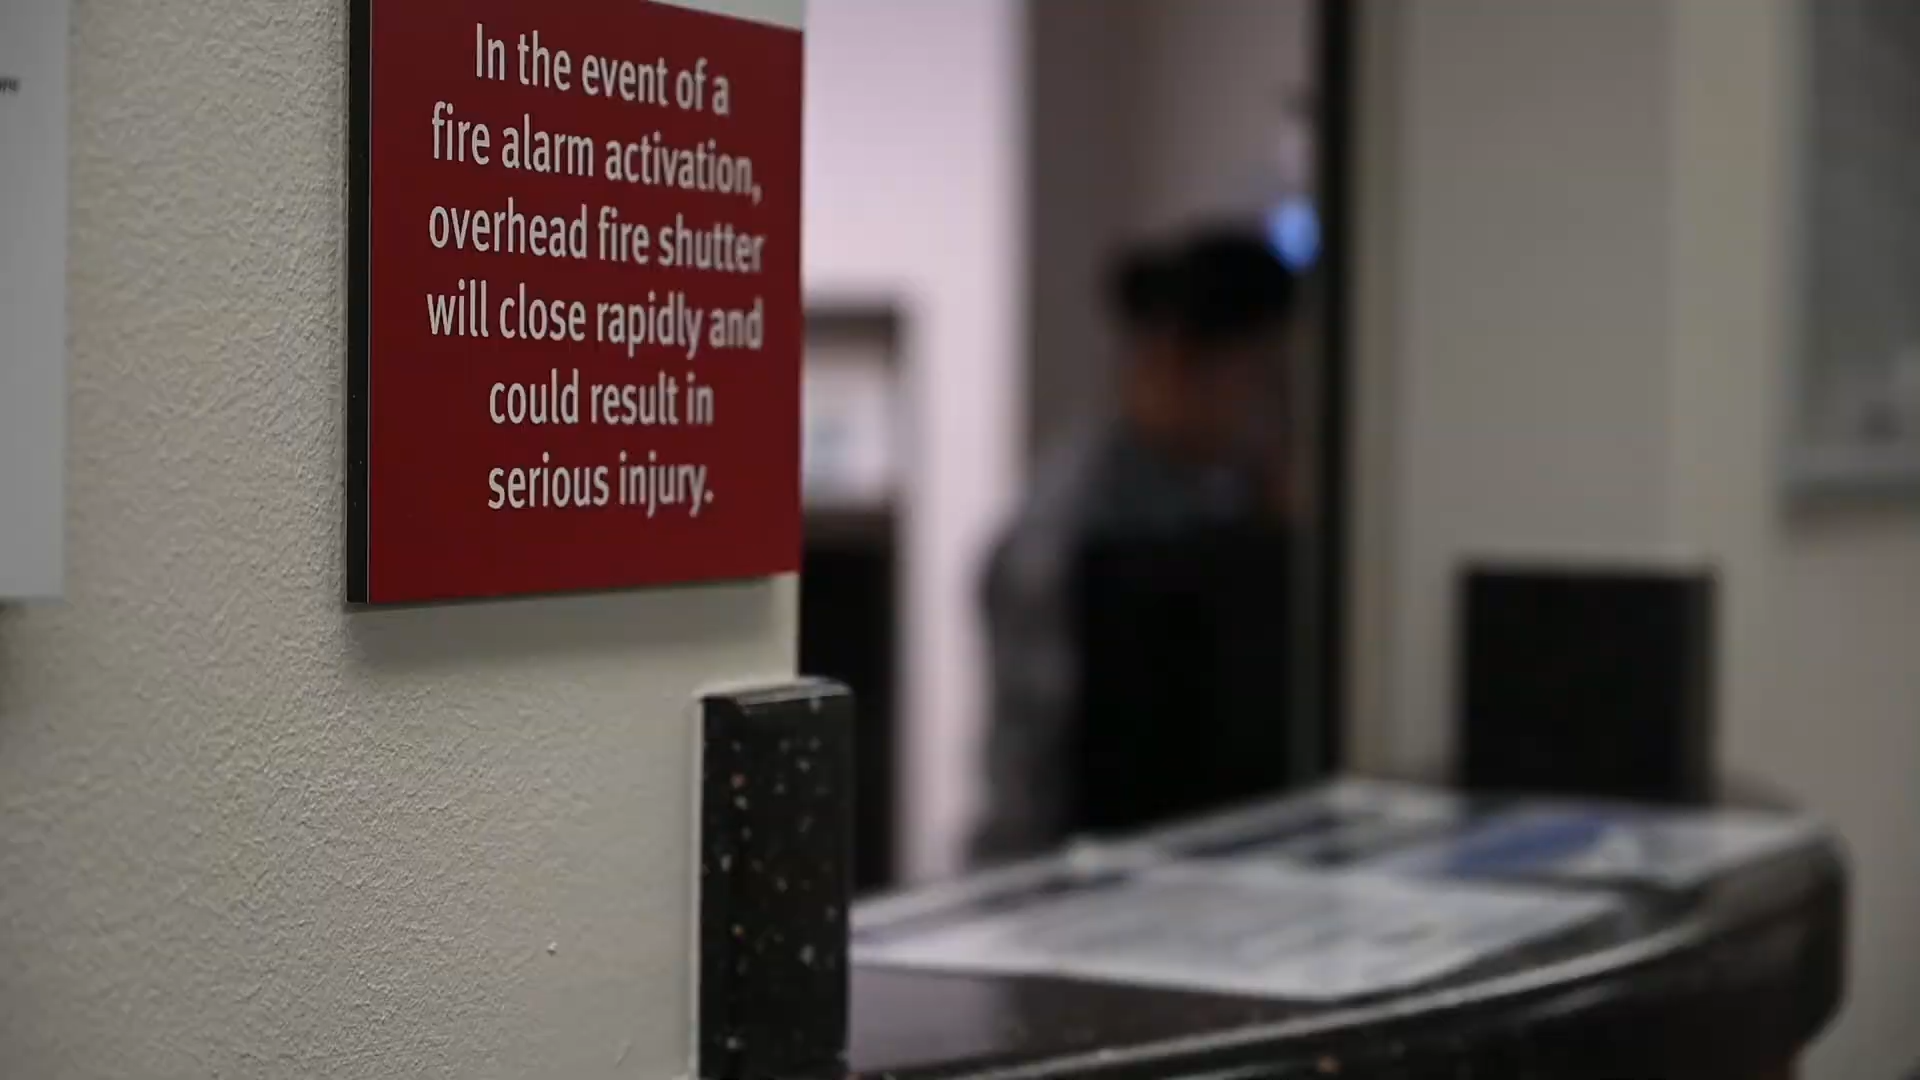 In the event of a
fire alarm activation,
overhead fire shutter
will close rapidly and
could result in
serious injury.